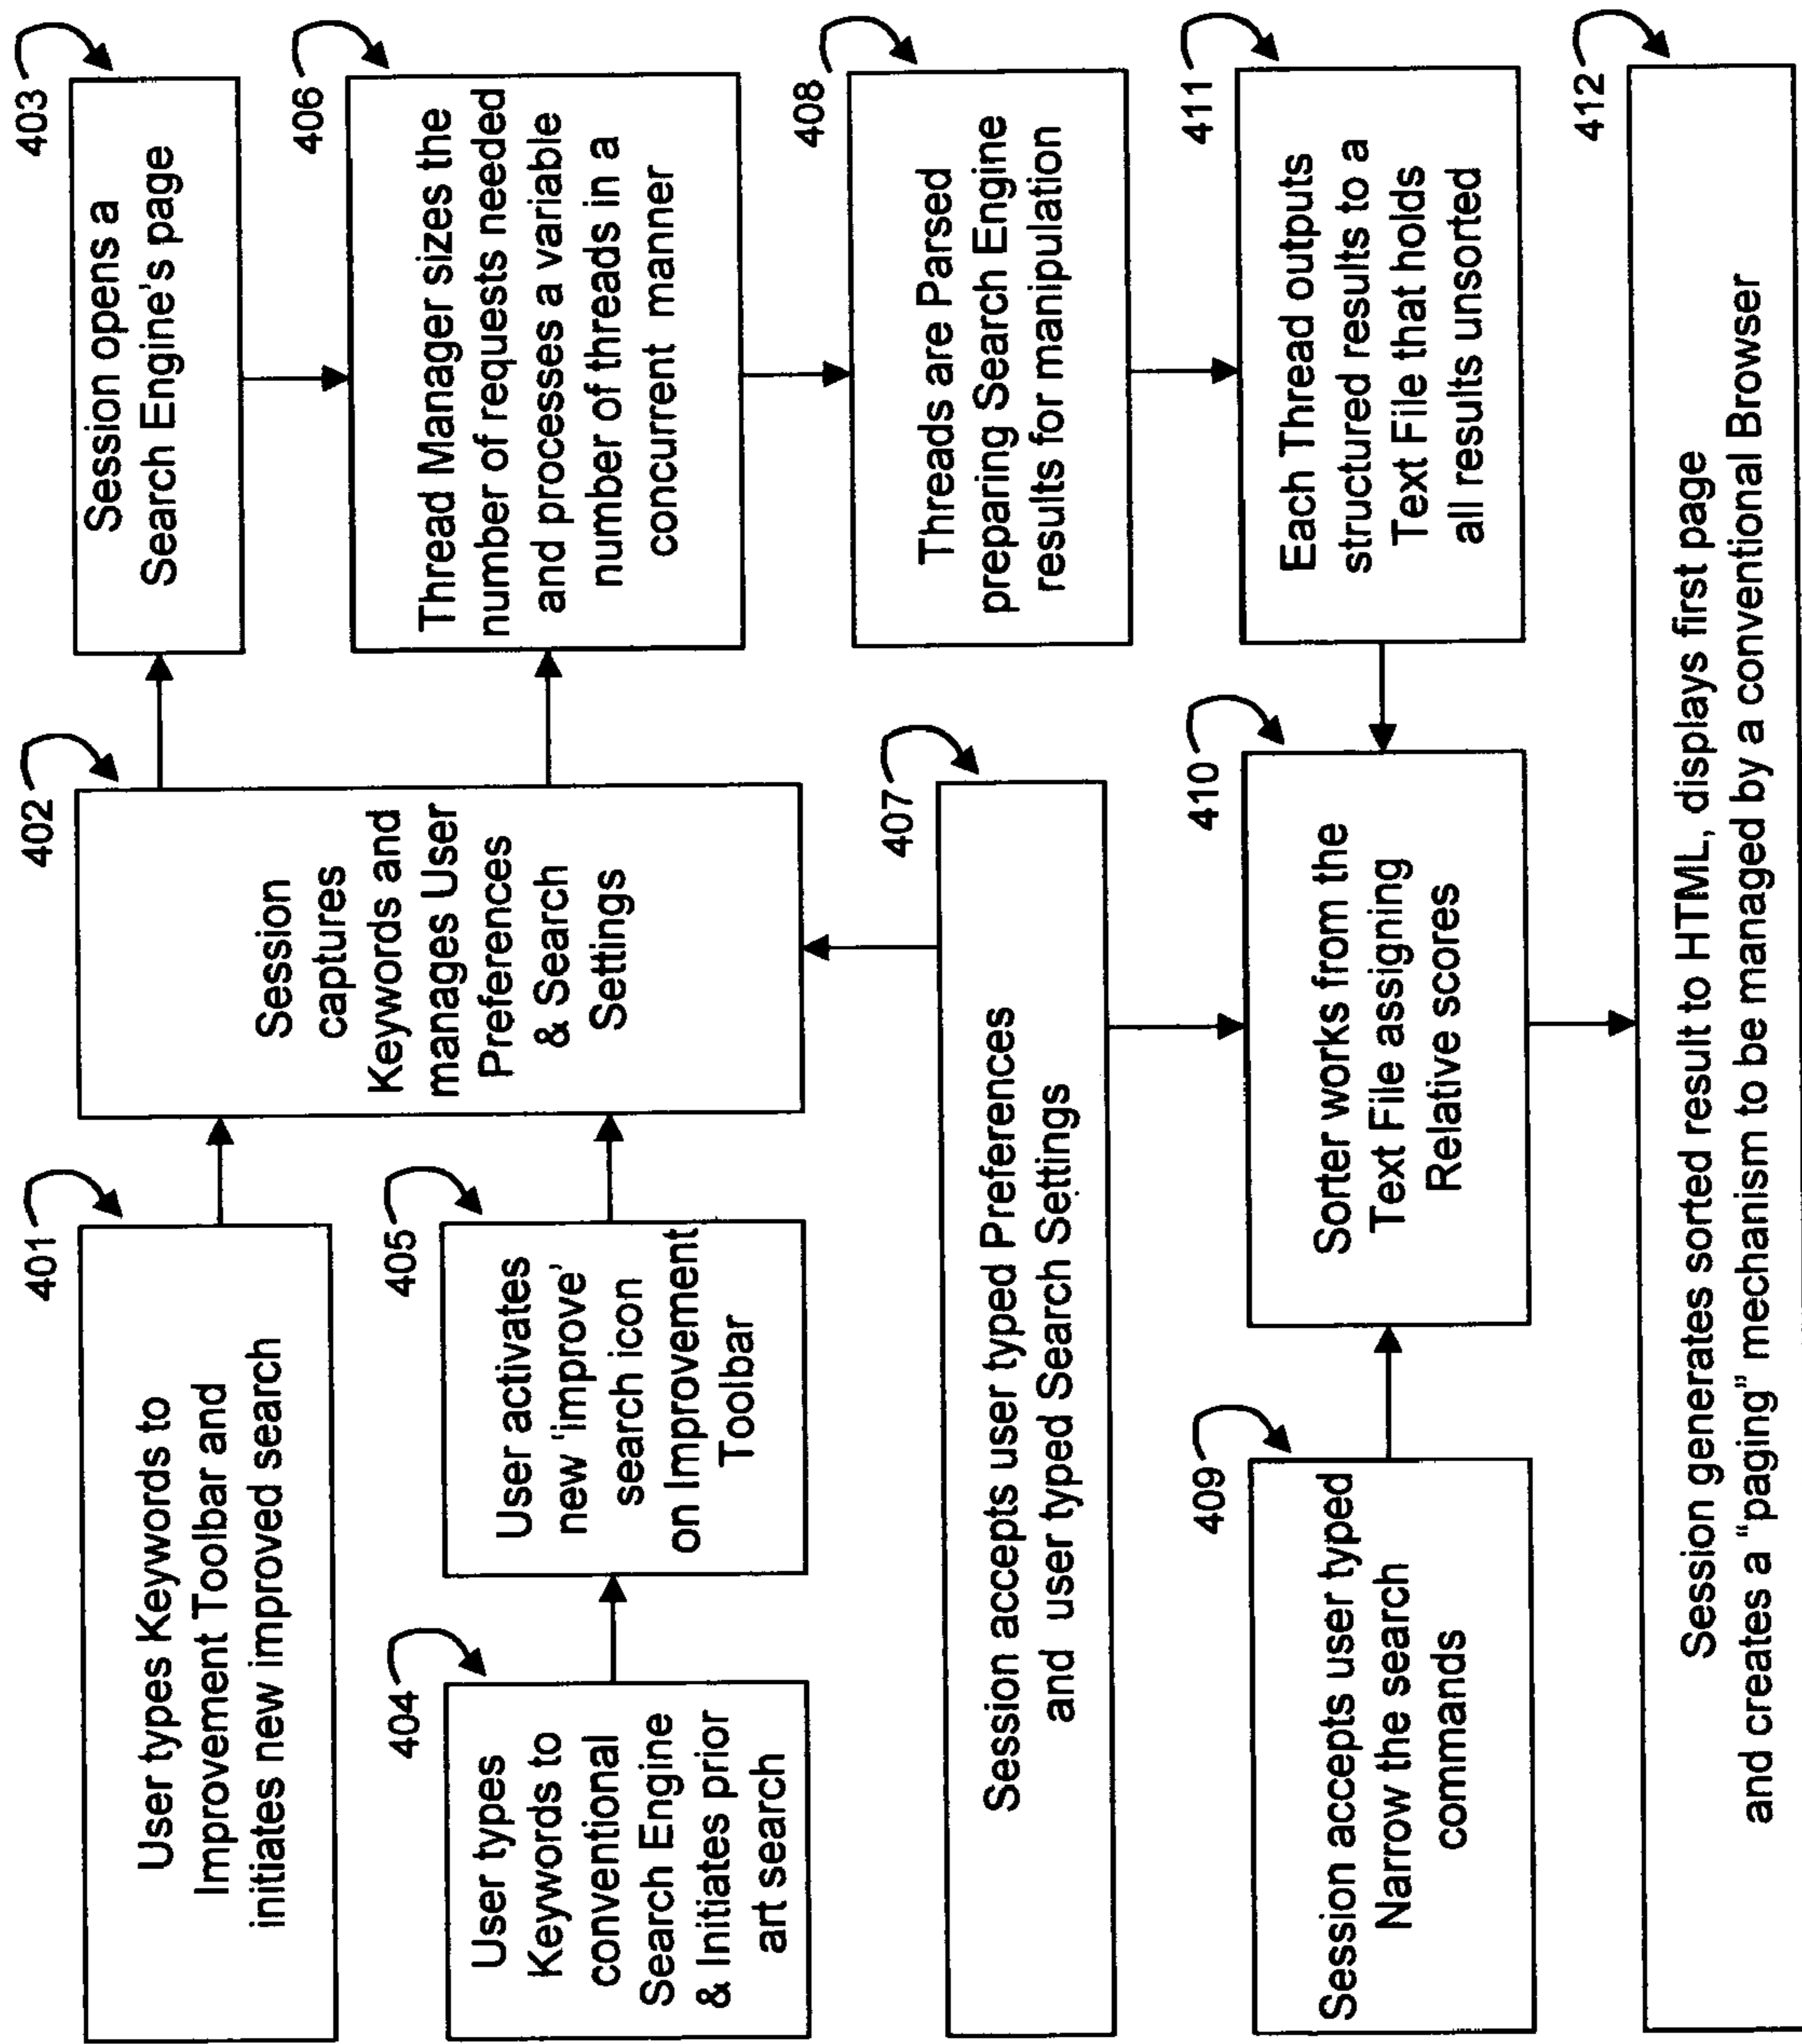 401
User types Keywords to
Improvement Toolbar and
initiates new improved search
402
Session
captures
Keywords and
manages User
Preferences
& Search
Settings
403
Session opens a
Search Engine's page
404
User types
Keywords to
conventional
Search Engine
& Initiates prior
art search
405
User activates
new 'improve'
search icon
on Improvement
Toolbar
406
Thread Manager sizes the
number of requests needed
and processes a variable
number of threads in a
concurrent manner
407
Session accepts user typed Preferences
and user typed Search Settings
408
Threads are Parsed
preparing Search Engine
results for manipulation
409
Session accepts user typed
Narrow the search
commands
410
Sorter works from the
Text File assigning
Relative scores
411
Each Thread outputs
structured results to a
Text File that holds
all results unsorted
412
Session generates sorted result to HTML, displays first page
and creates a "paging" mechanism to be managed by a conventional Browser